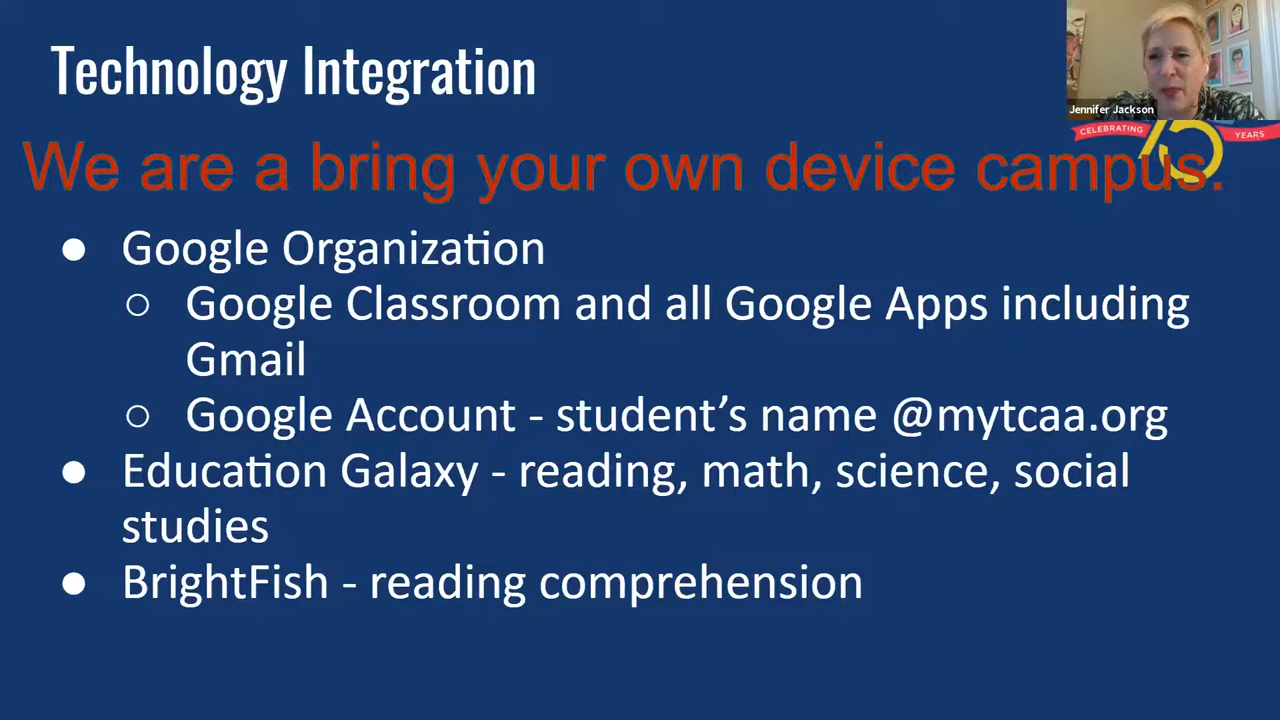 Technology Integration
Jennifer Jackson
CELEBRATING 10 YEARS
We are a bring your own device campus.
● Google Organization
○ Google Classroom and all Google Apps including
Gmail
○ Google Account - student’s name @mytcaa.org
● Education Galaxy - reading, math, science, social
studies
● BrightFish - reading comprehension